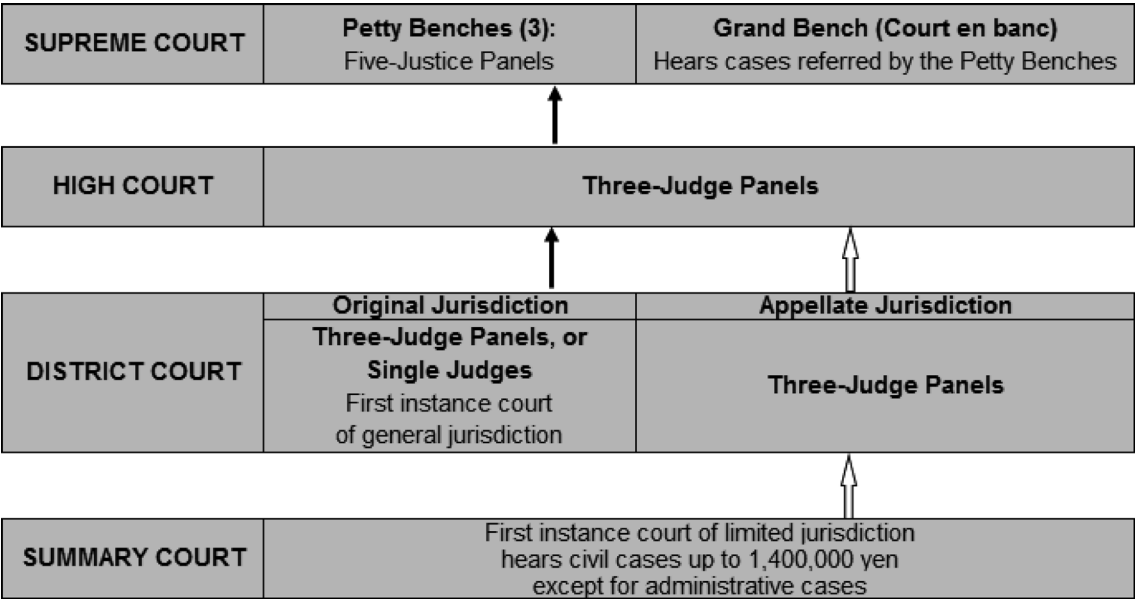 SUPREME COURT
Petty Benches (3):
Five-Justice Panels
Grand Bench (Court en banc)
Hears cases referred by the Petty Benches
HIGH COURT
Three-Judge Panels
DISTRICT COURT
Original Jurisdiction
Three-Judge Panels, or
Single Judges
First instance court
of general jurisdiction
Appellate Jurisdiction
Three-Judge Panels
SUMMARY COURT
First instance court of limited jurisdiction
hears civil cases up to 1,400,000 yen
except for administrative cases